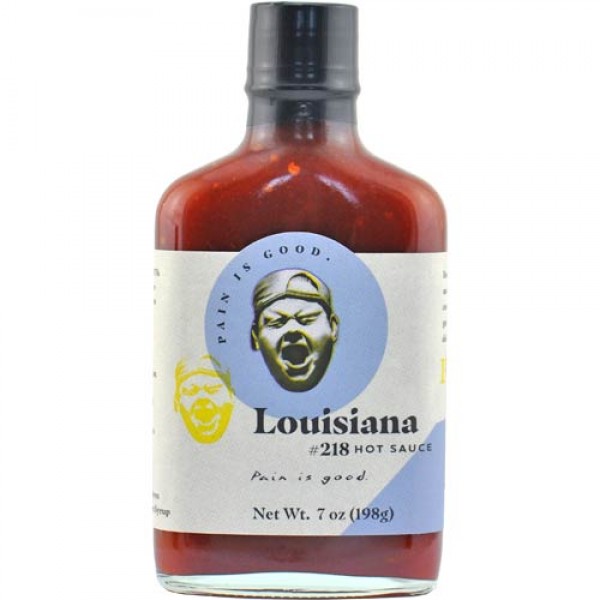 PAIN IS GOOD.
Louisiana
#218 HOT SAUCE
Pain is good.
Net Wt. 7 oz (198g)